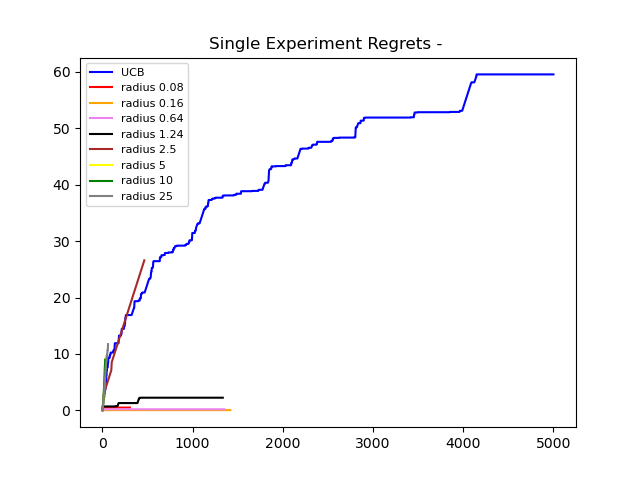 Single Experiment Regrets -
UCB
radius 0.08
radius 0.16
radius 0.64
radius 1.24
radius 2.5
radius 5
radius 10
radius 25
60
50
40
30
20
10
0
0 1000 2000 3000 4000 5000